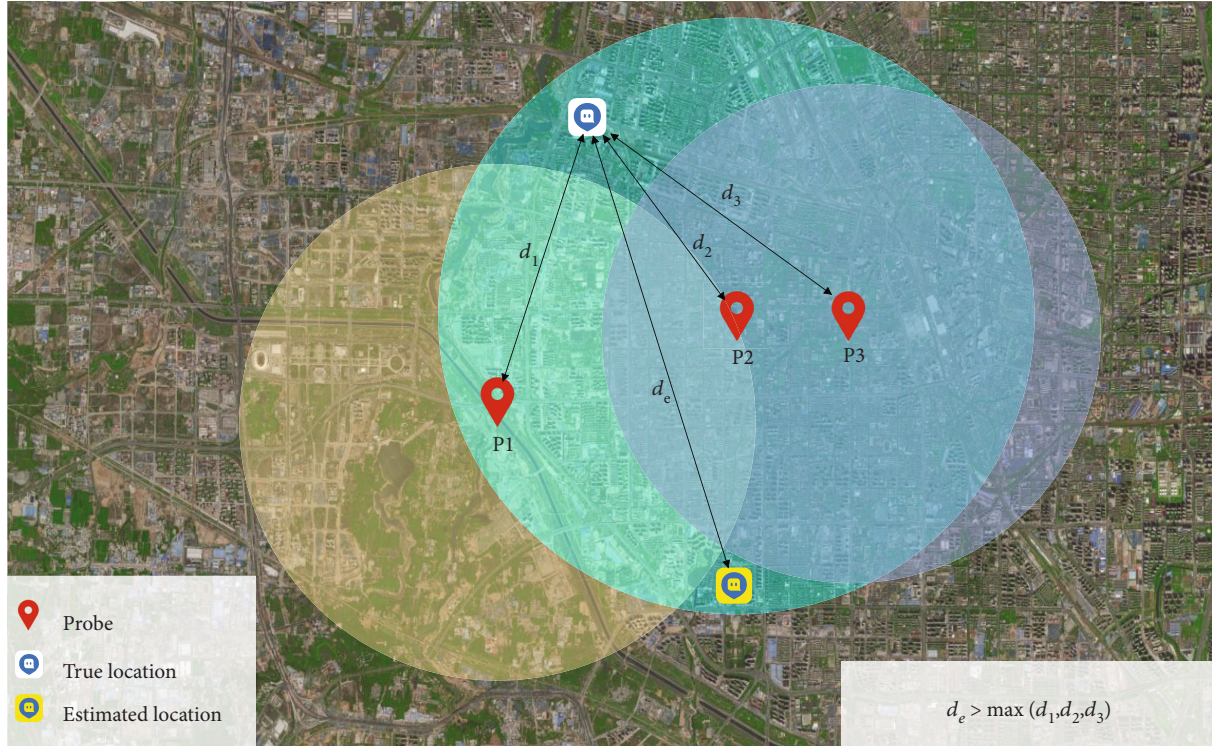 d₃
d₂
d₁
P2
P3
dₑ
P1
Probe
True location
Estimated location
dₑ > max (d₁,d₂,d₃)